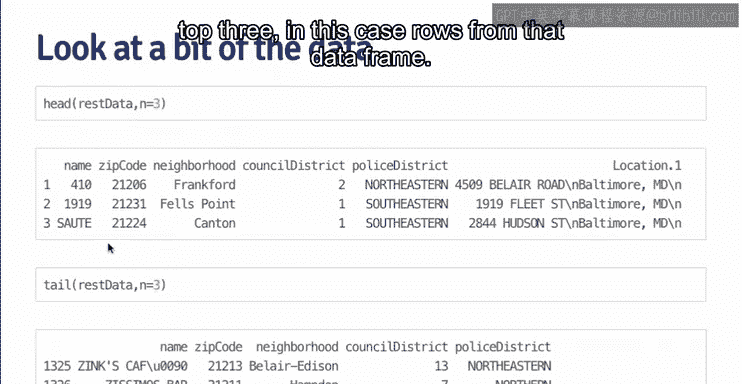 top three, in this case rows from that
data frame.
Look at a bit of the data
head(restData,n=3)
name zipCode neighborhood councilDistrict policeDistrict Location.1
1 410 21206 Frankford 2 NORTHEASTERN 4509 BELAIR ROAD\nBaltimore, MD\n
2 1919 21231 Fells Point 1 SOUTHEASTERN 1919 FLEET ST\nBaltimore, MD\n
3 SAUTE 21224 Canton 1 SOUTHEASTERN 2844 HUDSON ST\nBaltimore, MD\n
tail(restData,n=3)
name zipCode neighborhood councilDistrict policeDistrict
1325 ZINK'S CAF\u0090 21213 Belair-Edison 13 NORTHEASTERN